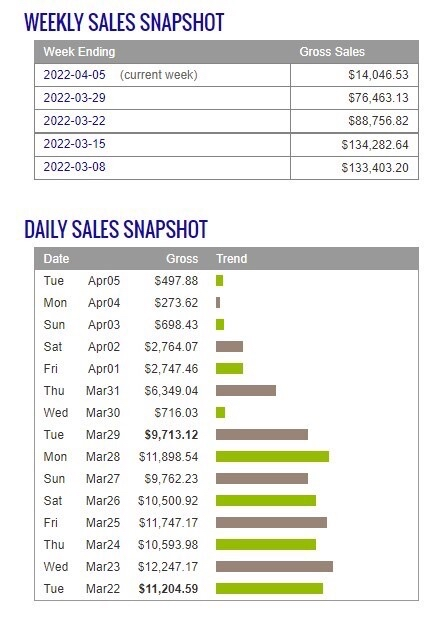 WEEKLY SALES SNAPSHOT
Week Ending Gross Sales
2022-04-05 (current week) $14,046.53
2022-03-29 $76,463.13
2022-03-22 $88,756.82
2022-03-15 $134,282.64
2022-03-08 $133,403.20
DAILY SALES SNAPSHOT
Date Gross Trend
Tue Apr05 $497.88
Mon Apr04 $273.62
Sun Apr03 $698.43
Sat Apr02 $2,764.07
Fri Apr01 $2,747.46
Thu Mar31 $6,349.04
Wed Mar30 $716.03
Tue Mar29 $9,713.12
Mon Mar28 $11,898.54
Sun Mar27 $9,762.23
Sat Mar26 $10,500.92
Fri Mar25 $11,747.17
Thu Mar24 $10,593.98
Wed Mar23 $12,247.17
Tue Mar22 $11,204.59